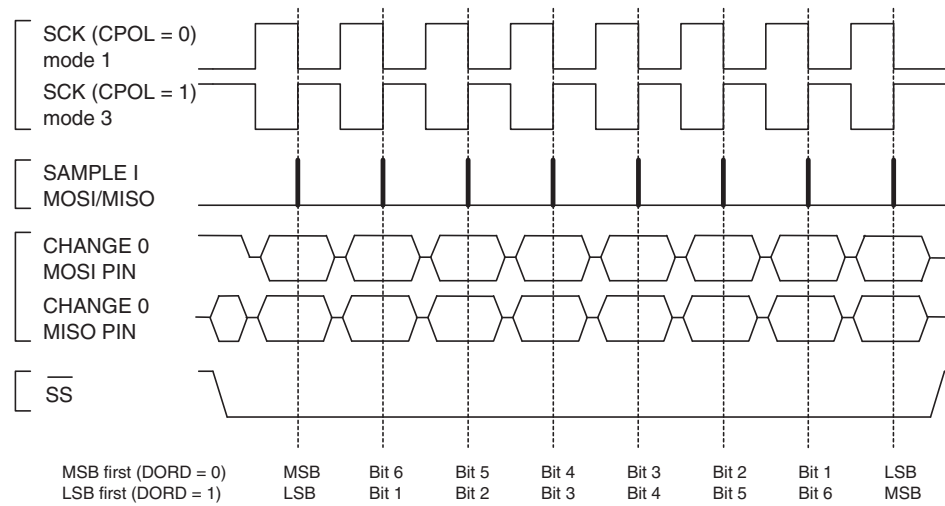 SCK (CPOL = 0)
mode 1
SCK (CPOL = 1)
mode 3
SAMPLE I
MOSI/MISO
CHANGE 0
MOSI PIN
CHANGE 0
MISO PIN
SS
MSB first (DORD = 0) MSB Bit 6 Bit 5 Bit 4 Bit 3 Bit 2 Bit 1 LSB
LSB first (DORD = 1) LSB Bit 1 Bit 2 Bit 3 Bit 4 Bit 5 Bit 6 MSB